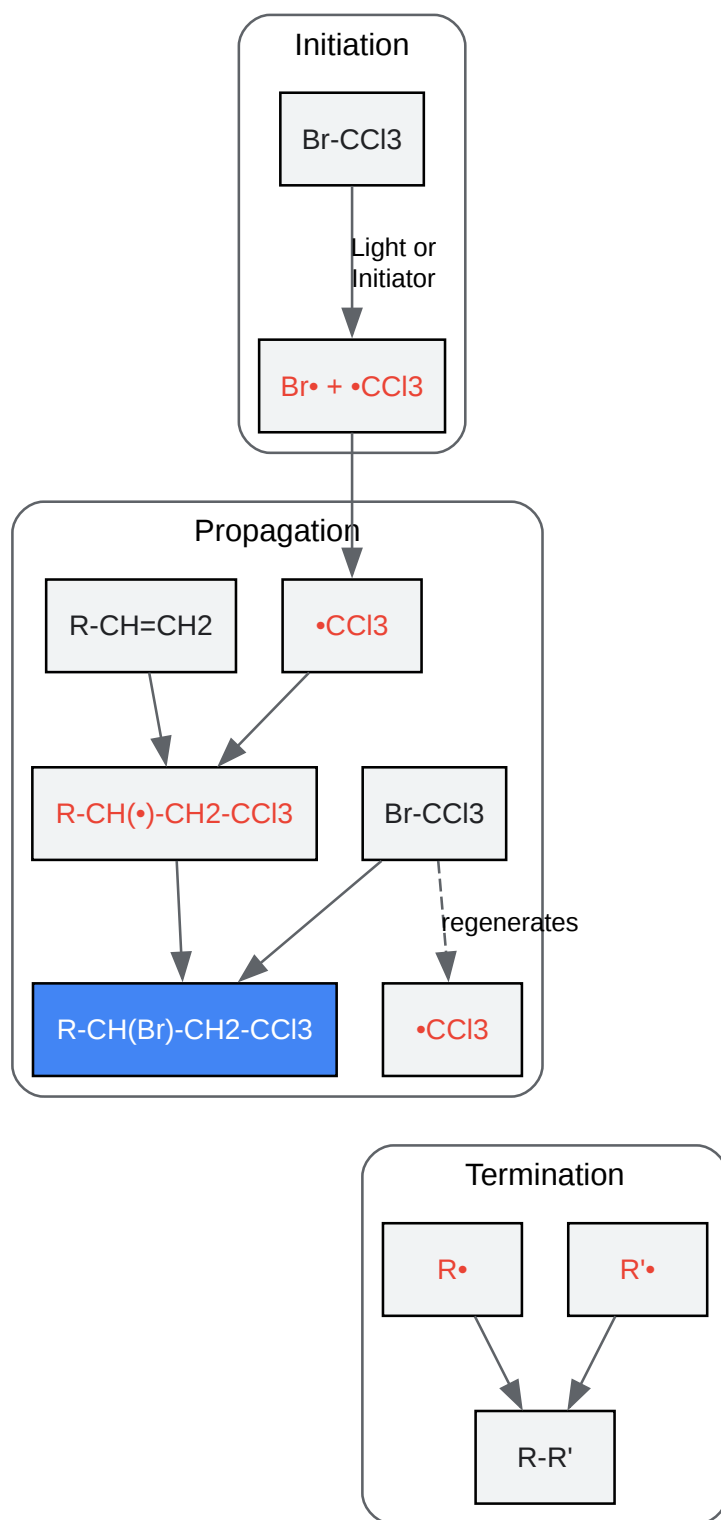 Initiation
Br-CCl3
Light or
Initiator
Br• + •CCl3
Propagation
R-CH=CH2
•CCl3
R-CH(•)-CH2-CCl3
Br-CCl3
regenerates
R-CH(Br)-CH2-CCl3
•CCl3
Termination
R•
R'•
R-R'